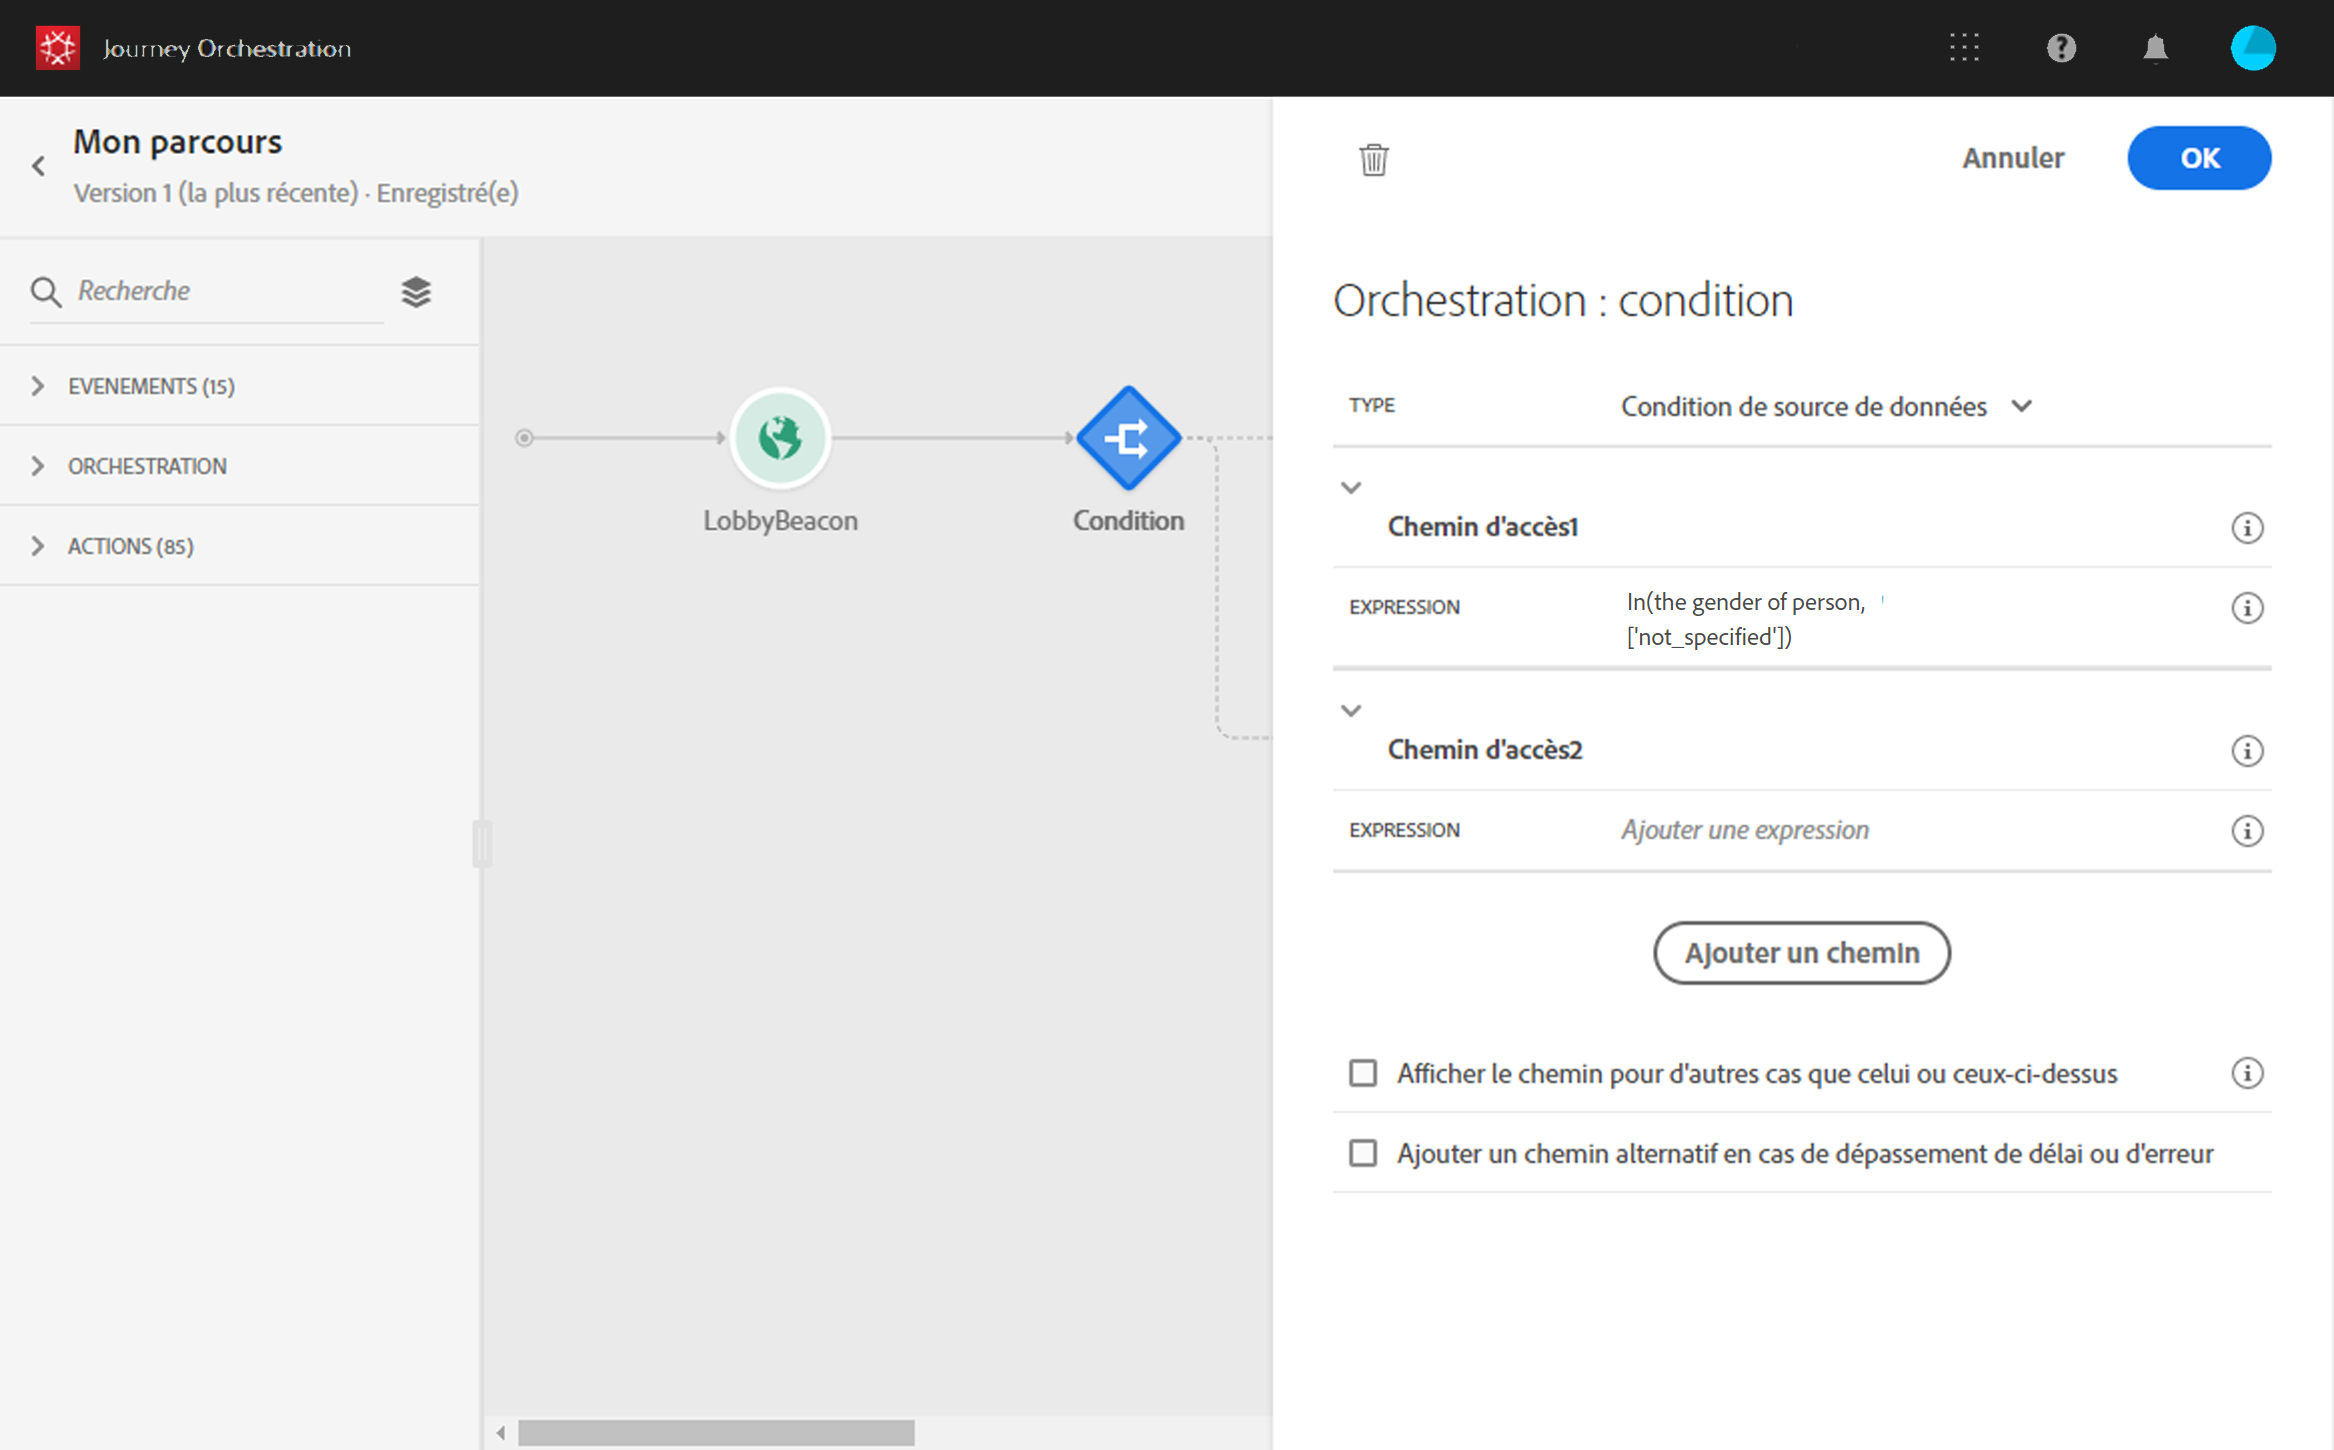 Journey Orchestration
Mon parcours
Version 1 (la plus récente) · Enregistré(e)
Recherche
EVENEMENTS (15)
ORCHESTRATION
ACTIONS (85)
LobbyBeacon
Condition
Annuler
OK
Orchestration : condition
TYPE
Condition de source de données
Chemin d'accès1
EXPRESSION
In(the gender of person,
['not_specified'])
Chemin d'accès2
EXPRESSION
Ajouter une expression
Ajouter un chemin
Afficher le chemin pour d'autres cas que celui ou ceux-ci-dessus
Ajouter un chemin alternatif en cas de dépassement de délai ou d'erreur